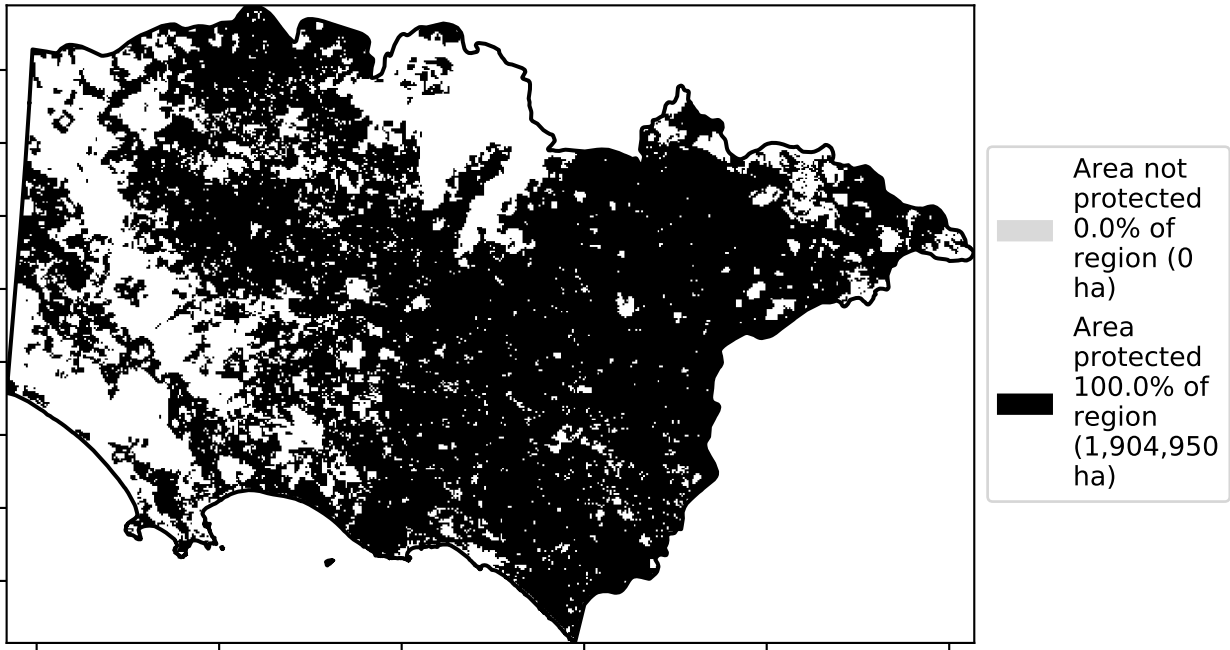 Area not
protected
0.0% of
region (0
ha)
Area
protected
100.0% of
region
(1,904,950
ha)